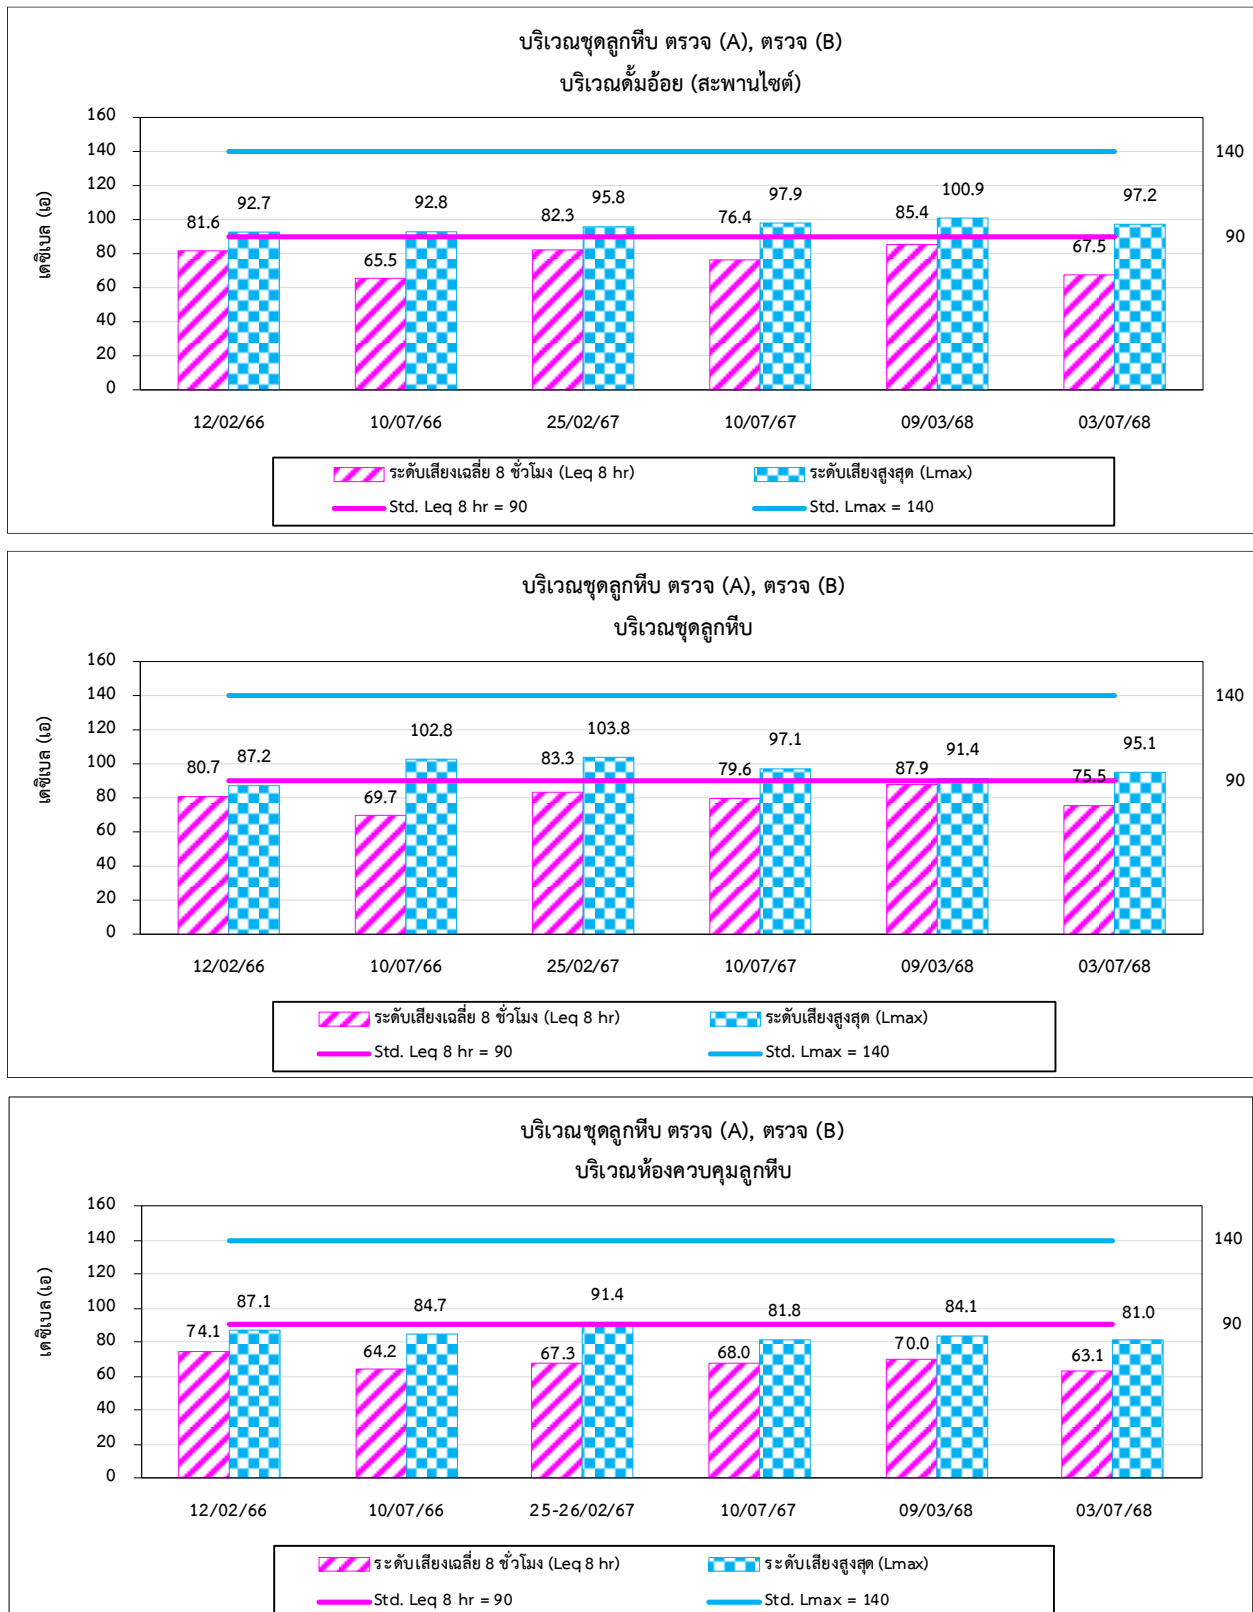 บริเวณชุดลูกหีบ ตรวจ (A), ตรวจ (B)
บริเวณดั้มอ้อย (สะพานไซต์)
เดซิเบล (เอ)
160
140
120
100
80
60
40
20
0
140
90
81.6 92.7 65.5 92.8 82.3 95.8 76.4 97.9 85.4 100.9 67.5 97.2
12/02/66 10/07/66 25/02/67 10/07/67 09/03/68 03/07/68
ระดับเสียงเฉลี่ย 8 ชั่วโมง (Leq 8 hr) ระดับเสียงสูงสุด (Lmax)
Std. Leq 8 hr = 90 Std. Lmax = 140
บริเวณชุดลูกหีบ ตรวจ (A), ตรวจ (B)
บริเวณชุดลูกหีบ
เดซิเบล (เอ)
160
140
120
100
80
60
40
20
0
140
90
80.7 87.2 69.7 102.8 83.3 103.8 79.6 97.1 87.9 91.4 75.5 95.1
12/02/66 10/07/66 25/02/67 10/07/67 09/03/68 03/07/68
ระดับเสียงเฉลี่ย 8 ชั่วโมง (Leq 8 hr) ระดับเสียงสูงสุด (Lmax)
Std. Leq 8 hr = 90 Std. Lmax = 140
บริเวณชุดลูกหีบ ตรวจ (A), ตรวจ (B)
บริเวณห้องควบคุมลูกหีบ
เดซิเบล (เอ)
160
140
120
100
80
60
40
20
0
140
90
74.1 87.1 64.2 84.7 67.3 91.4 68.0 81.8 70.0 84.1 63.1 81.0
12/02/66 10/07/66 25-26/02/67 10/07/67 09/03/68 03/07/68
ระดับเสียงเฉลี่ย 8 ชั่วโมง (Leq 8 hr) ระดับเสียงสูงสุด (Lmax)
Std. Leq 8 hr = 90 Std. Lmax = 140